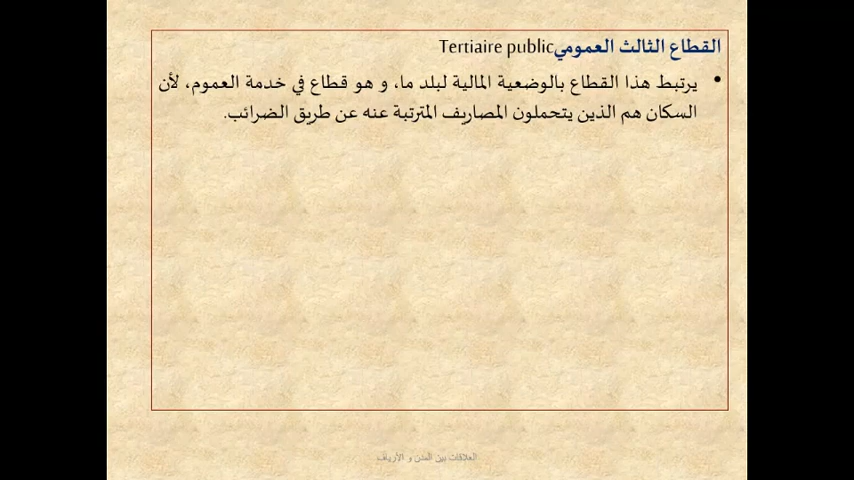 القطاع الثالث العموميTertiaire public
• يرتبط هذا القطاع بالوضعية المالية لبلد ما، و هو قطاع في خدمة العموم، لأن
السكان هم الذين يتحملون المصاريف المترتبة عنه عن طريق الضرائب.
العلاقات بين المدن و الأرياف